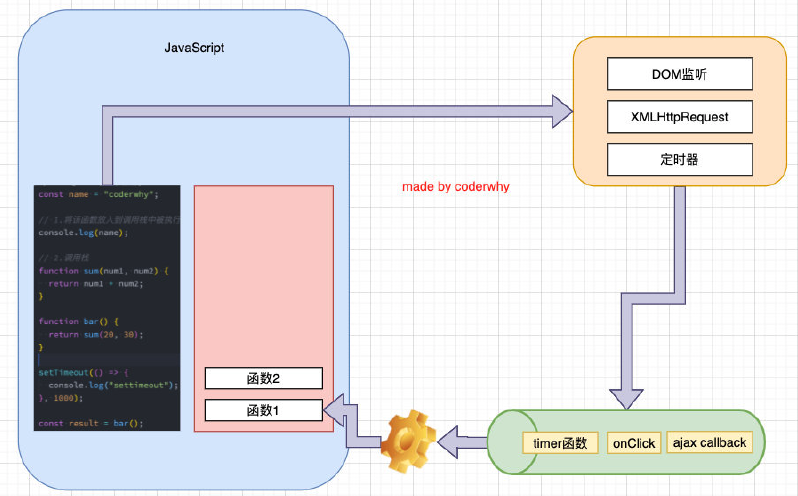 JavaScript
DOM监听
XMLHttpRequest
定时器
made by coderwhy
const name = "coderwhy";
// 1.将该函数放入到调用栈中被执行
console.log(name);
// 2.调用栈
function sum(num1, num2) {
return num1 + num2;
}
function bar() {
return sum(20, 30);
}
setTimeout(() => {
console.log("settimeout");
}, 1000);
const result = bar();
函数2
函数1
timer函数
onClick
ajax callback